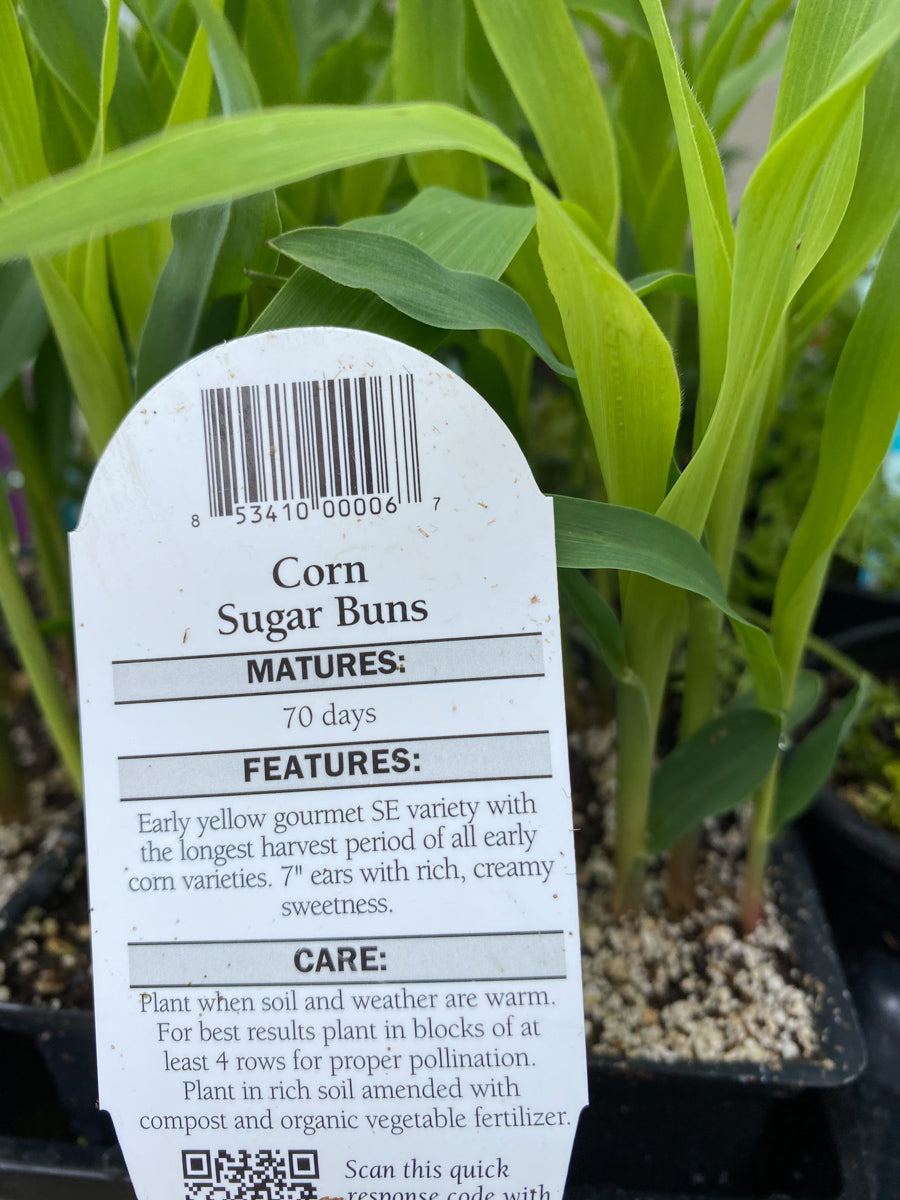 8 53410 00006 7
Corn
Sugar Buns
MATURES:
70 days
FEATURES:
Early yellow gourmet SE variety with
the longest harvest period of all early
corn varieties. 7" ears with rich, creamy
sweetness.
CARE:
Plant when soil and weather are warm.
For best results plant in blocks of at
least 4 rows for proper pollination.
Plant in rich soil amended with
compost and organic vegetable fertilizer.
Scan this quick
response code with